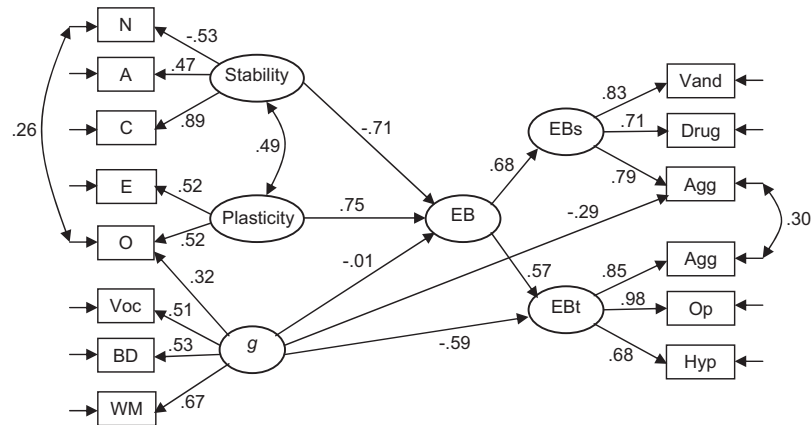 N
-.53
A
.47
Stability
C
.89
.26
-.71
.49
E
.52
Plasticity
.75
O
.52
.32
-.01
EB
.68
.57
EBs
.83
Vand
.71
Drug
.79
Agg
-.29
.30
Voc
.51
BD
.53
g
WM
.67
-.59
EBt
.85
Agg
.98
Op
.68
Hyp